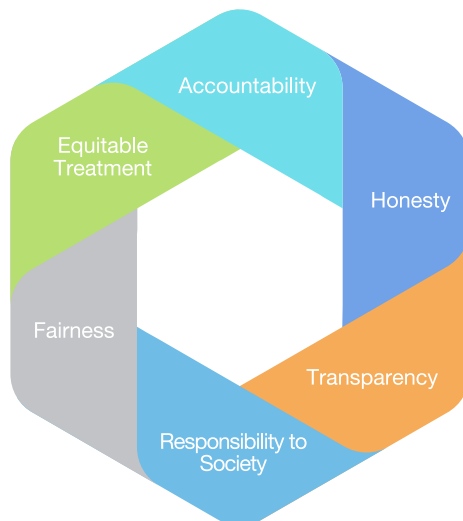 Accountability
Honesty
Transparency
Responsibility to
Society
Fairness
Equitable
Treatment